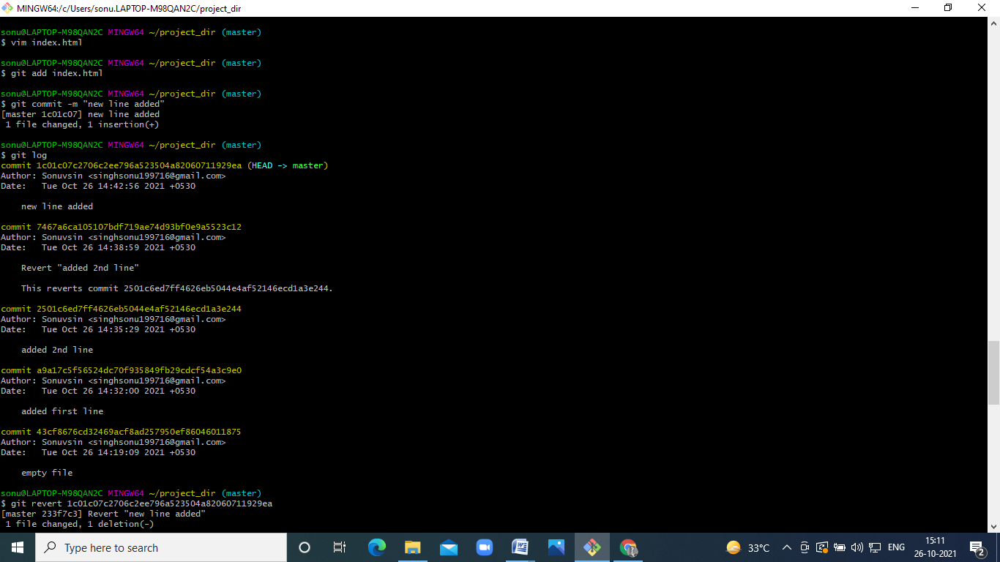 MINGW64:/c/Users/sonu.LAPTOP-M98QAN2C/project_dir
sonu@LAPTOP-M98QAN2C MINGW64 ~/project_dir (master)
$ vim index.html
sonu@LAPTOP-M98QAN2C MINGW64 ~/project_dir (master)
$ git add index.html
sonu@LAPTOP-M98QAN2C MINGW64 ~/project_dir (master)
$ git commit -m "new line added"
[master 1c01c07] new line added
 1 file changed, 1 insertion(+)
sonu@LAPTOP-M98QAN2C MINGW64 ~/project_dir (master)
$ git log
commit 1c01c07c2706c2ee796a523504a82060711929ea (HEAD -> master)
Author: Sonuvsin <singhsonu199716@gmail.com>
Date:   Tue Oct 26 14:42:56 2021 +0530
    new line added
commit 7467a6ca105107bdf719ae74d93bf0e9a5523c12
Author: Sonuvsin <singhsonu199716@gmail.com>
Date:   Tue Oct 26 14:38:59 2021 +0530
    Revert "added 2nd line"
    This reverts commit 2501c6ed7ff4626eb5044e4af52146ecd1a3e244.
commit 2501c6ed7ff4626eb5044e4af52146ecd1a3e244
Author: Sonuvsin <singhsonu199716@gmail.com>
Date:   Tue Oct 26 14:35:29 2021 +0530
    added 2nd line
commit a9a17c5f56524dc70f935849fb29cdcf54a3c9e0
Author: Sonuvsin <singhsonu199716@gmail.com>
Date:   Tue Oct 26 14:32:00 2021 +0530
    added first line
commit 43cf8676cd32469acf8ad257950ef86046011875
Author: Sonuvsin <singhsonu199716@gmail.com>
Date:   Tue Oct 26 14:19:09 2021 +0530
    empty file
sonu@LAPTOP-M98QAN2C MINGW64 ~/project_dir (master)
$ git revert 1c01c07c2706c2ee796a523504a82060711929ea
[master 233f7c3] Revert "new line added"
 1 file changed, 1 deletion(-)
Type here to search
33°C
ENG
15:11
26-10-2021
2